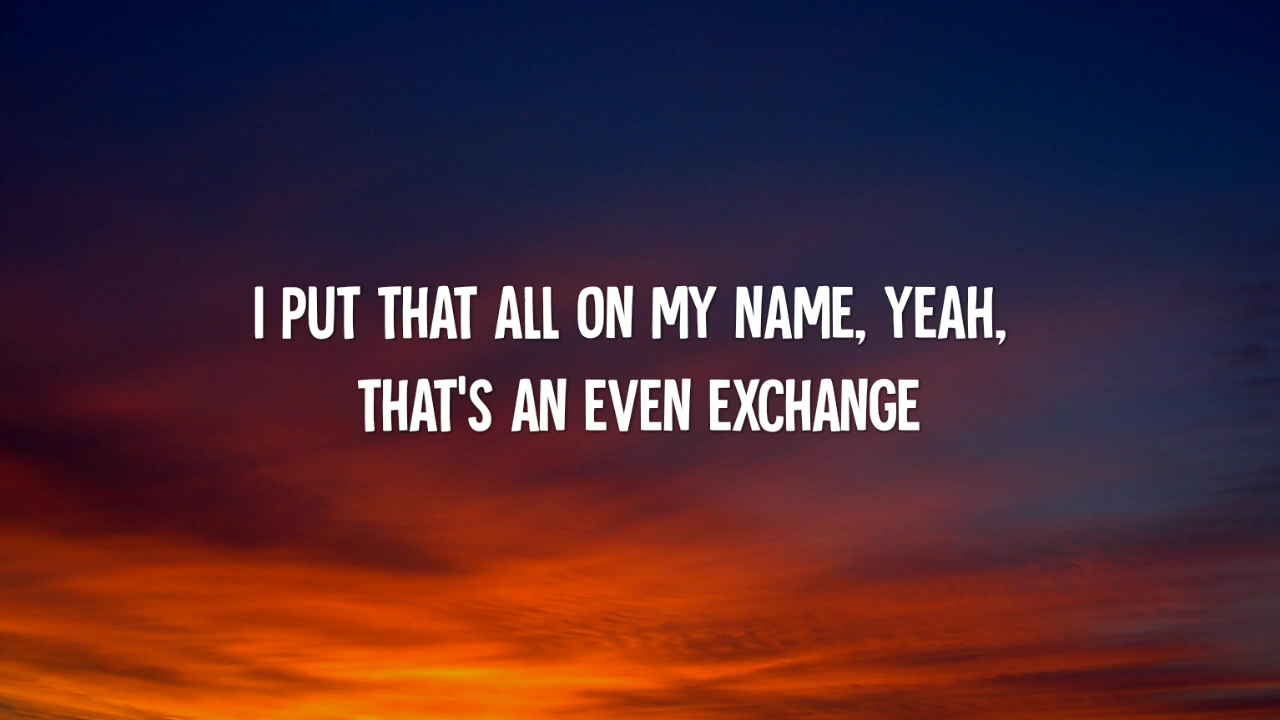 I PUT THAT ALL ON MY NAME, YEAH,
THAT'S AN EVEN EXCHANGE